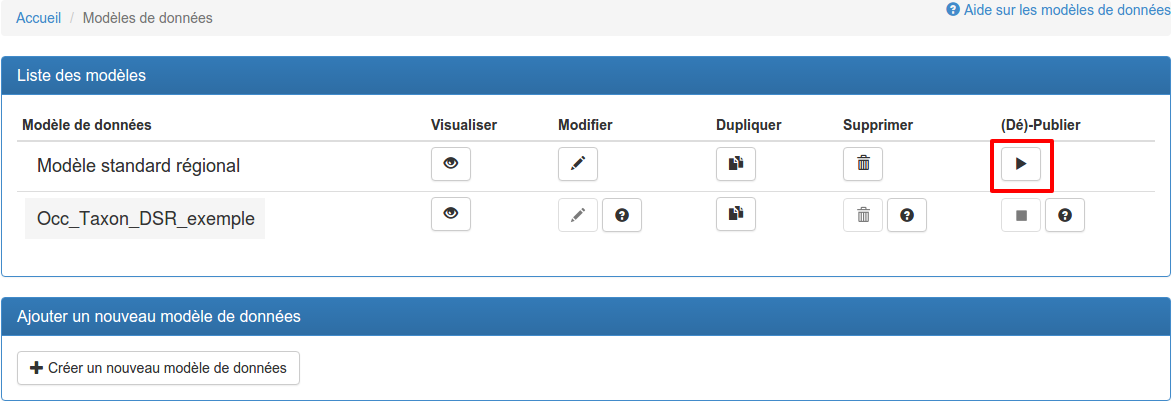 Accueil / Modèles de données
Aide sur les modèles de données
Liste des modèles
Modèle de données Visualiser Modifier Dupliquer Supprimer (Dé)-Publier
Modèle standard régional
Occ_Taxon_DSR_exemple
Ajouter un nouveau modèle de données
Créer un nouveau modèle de données